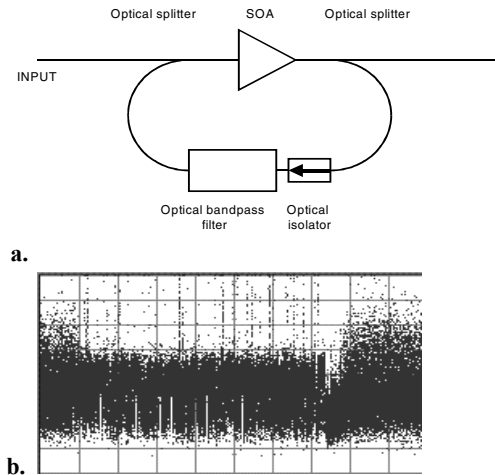 Optical splitter SOA Optical splitter
INPUT
Optical bandpass filter
Optical isolator
a.
b.